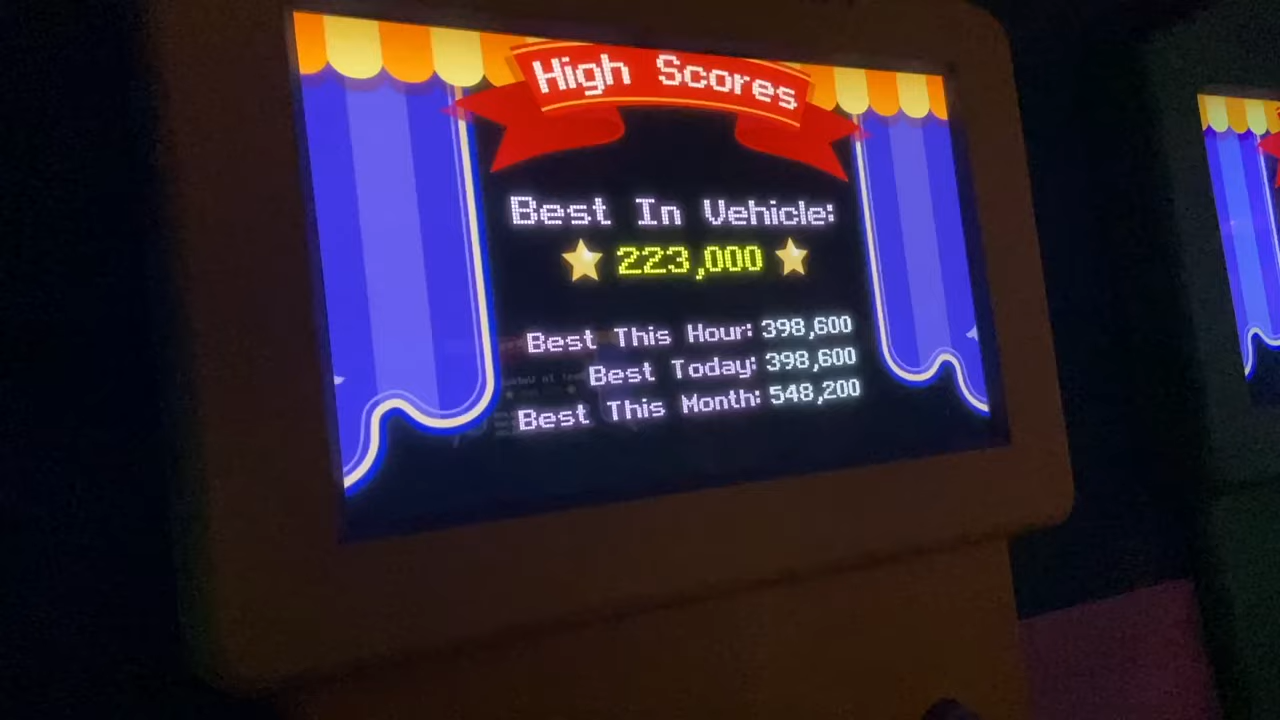 High Scores
Best In Vehicle:
223,000
Best This Hour: 398,600
Best Today: 398,600
Best This Month: 548,200